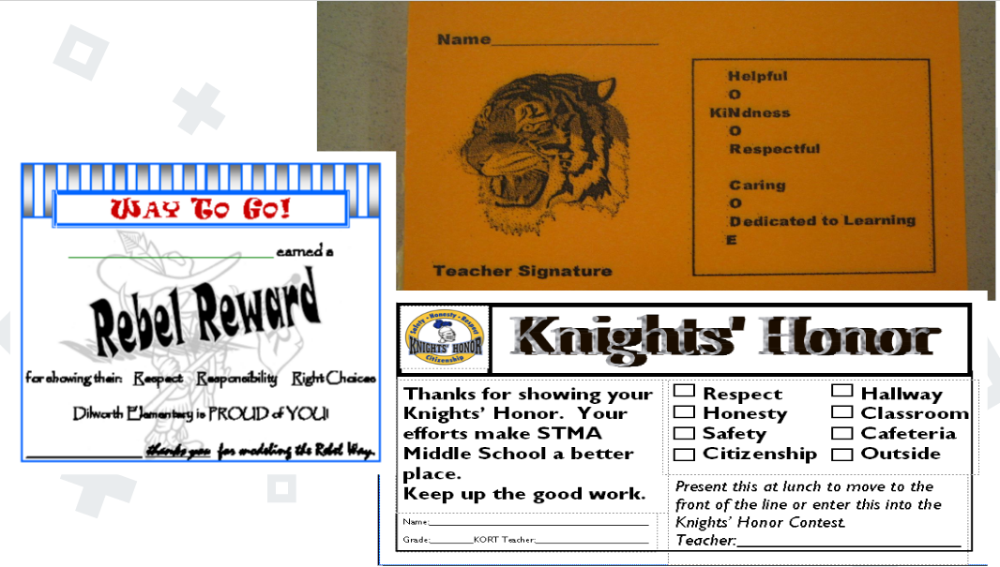 Name
Helpful
O
KiNdness
O
Respectful
Caring
O
Dedicated to Learning
E
Teacher Signature
Way To Go!
earned a
Rebel Reward
for showing their: Respect Responsibility Right Choices
Dilworth Elementary is PROUD of YOU!
thanks you for modeling the Rebel Way.
Safety - Honesty - Respect
KNIGHTS' HONOR
Citizenship
Knights' Honor
Thanks for showing your
Knights' Honor. Your
efforts make STMA
Middle School a better
place.
Keep up the good work.
Name:
Grade: KORT Teacher:
Respect Hallway
Honesty Classroom
Safety Cafeteria
Citizenship Outside
Present this at lunch to move to the
front of the line or enter this into the
Knights' Honor Contest.
Teacher: